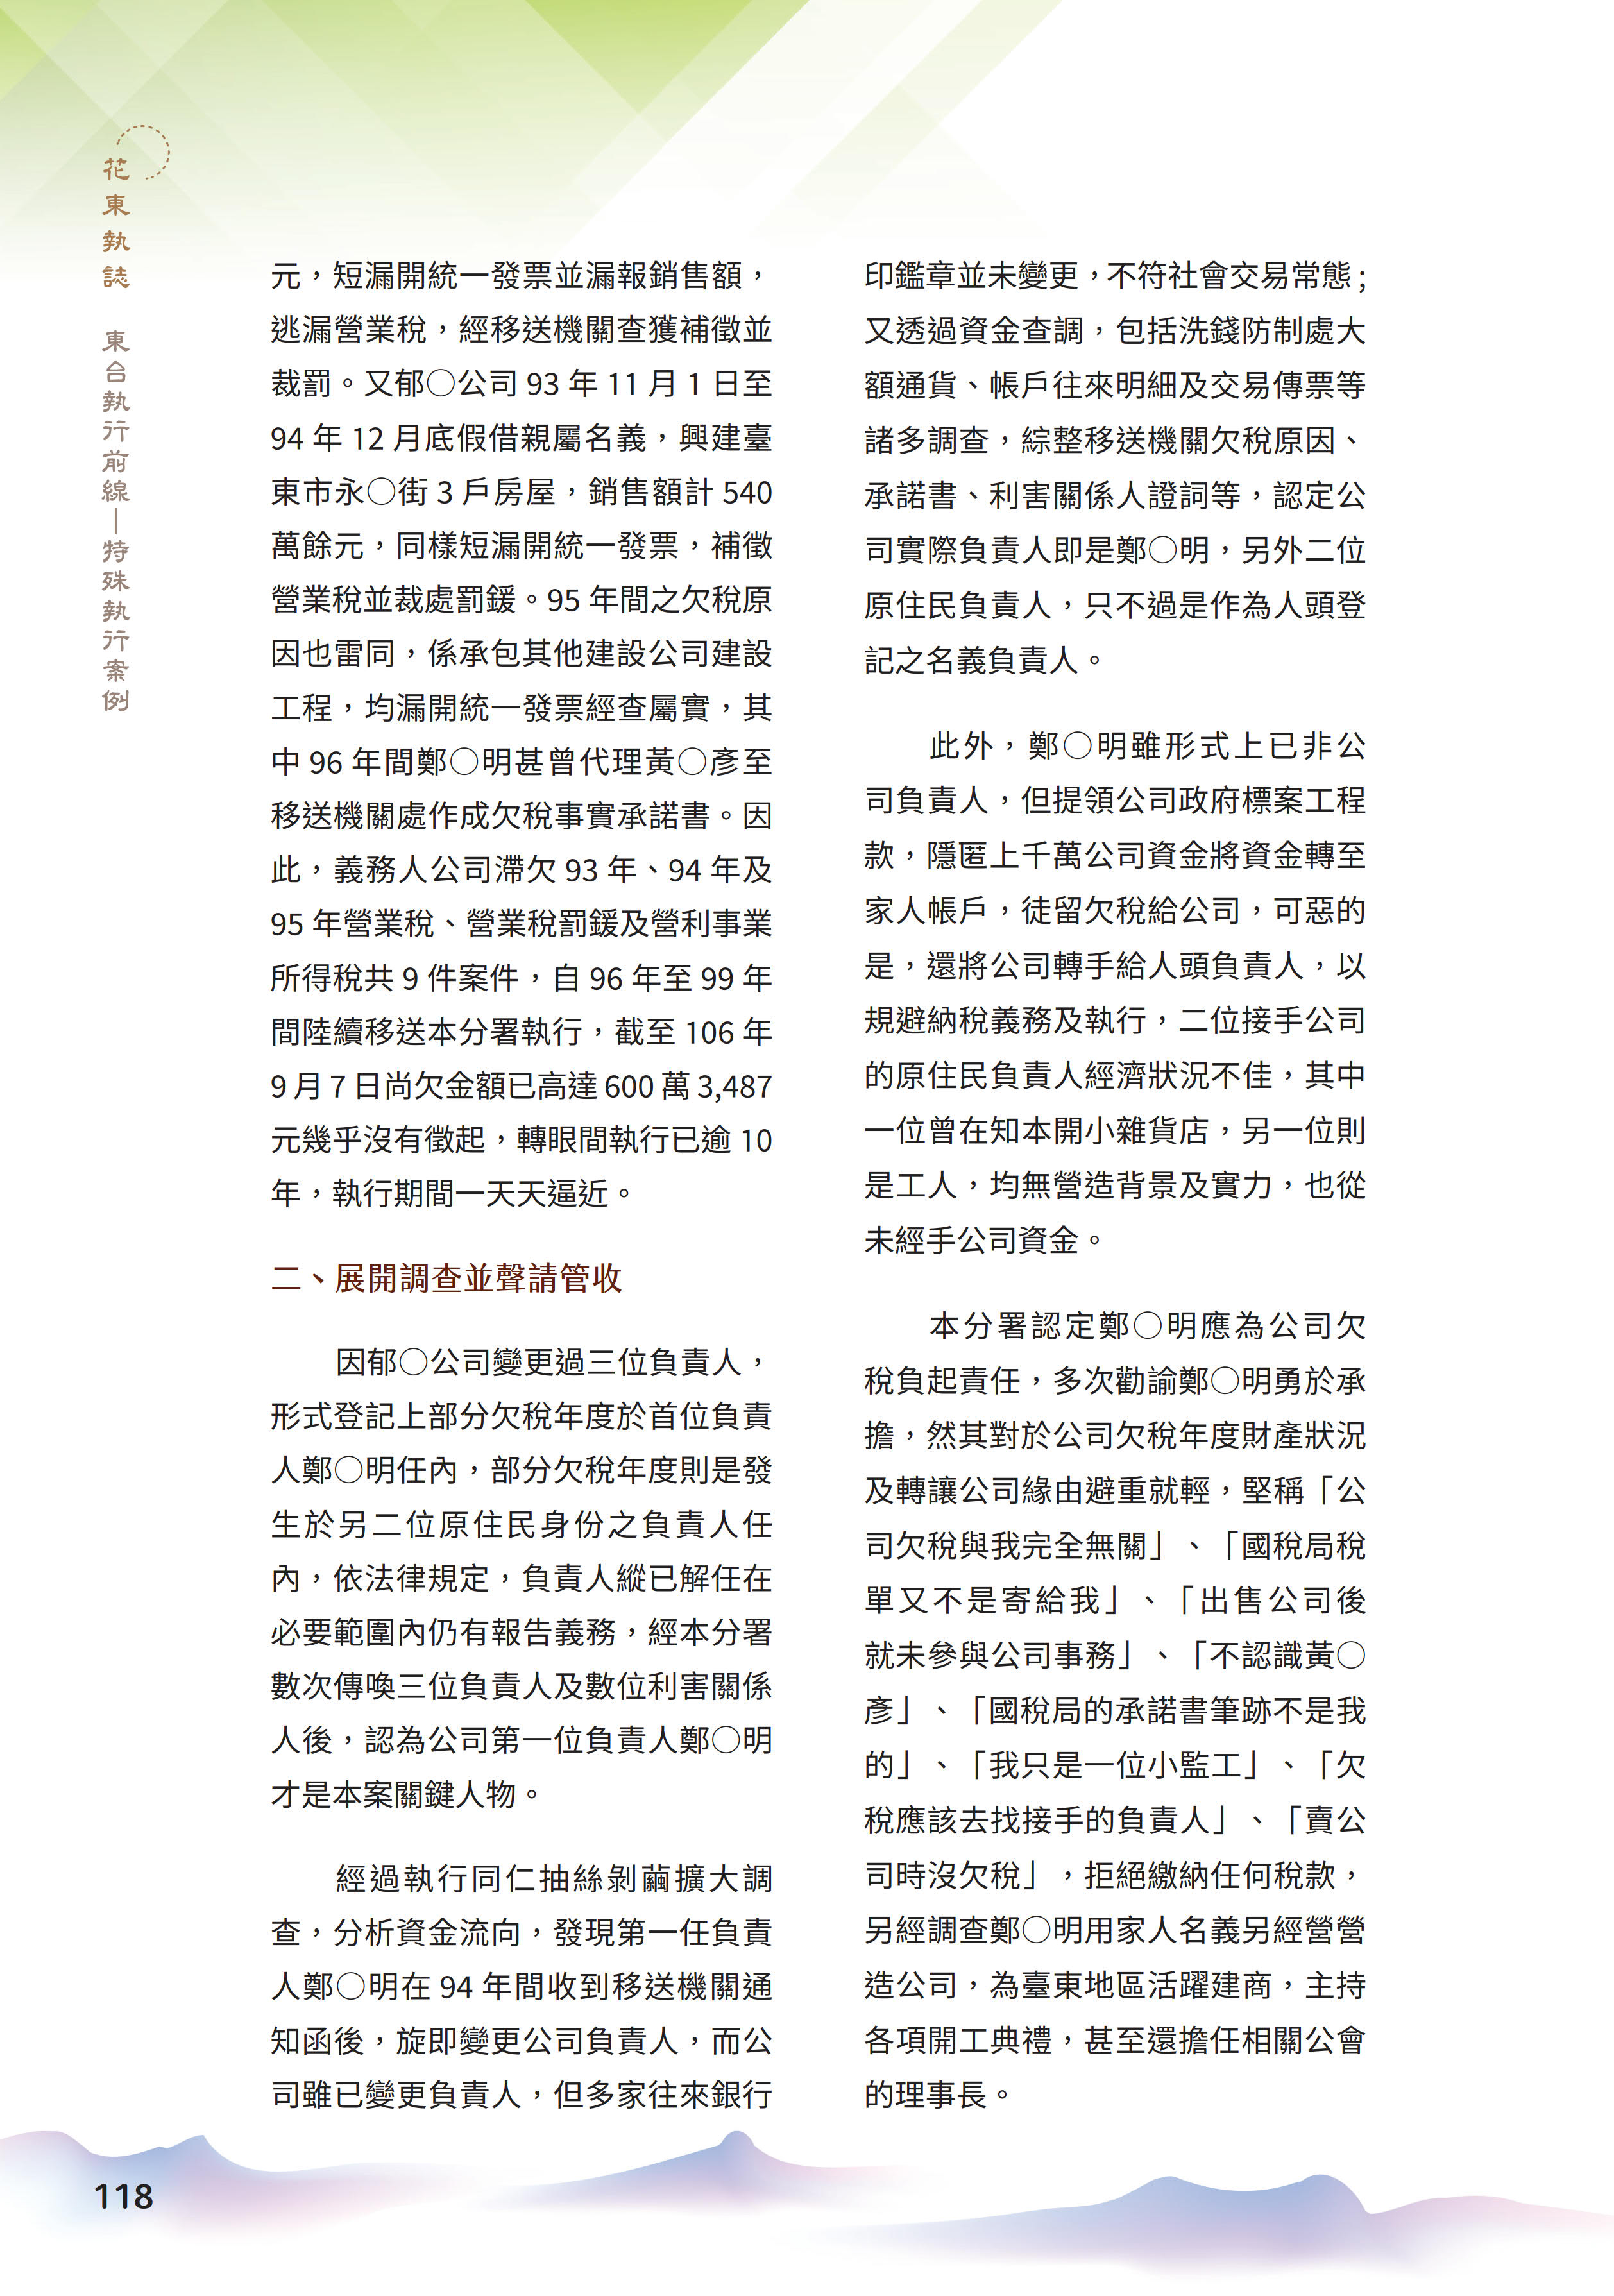 花東執誌
東台執行前線—特殊執行案例
元，短漏開統一發票並漏報銷售額，
逃漏營業稅，經移送機關查獲補徵並
裁罰。又郁○公司 93 年 11 月 1 日至
94 年 12 月底假借親屬名義，興建臺
東市永○街 3 戶房屋，銷售額計 540
萬餘元，同樣短漏開統一發票，補徵
營業稅並裁處罰鍰。95 年間之欠稅原
因也雷同，係承包其他建設公司建設
工程，均漏開統一發票經查屬實，其
中 96 年間鄭○明甚曾代理黃○彥至
移送機關處作成欠稅事實承諾書。因
此，義務人公司滯欠 93 年、94 年及
95 年營業稅、營業稅罰鍰及營利事業
所得稅共 9 件案件，自 96 年至 99 年
間陸續移送本分署執行，截至 106 年
9 月 7 日尚欠金額已高達 600 萬 3,487
元幾乎沒有徵起，轉眼間執行已逾 10
年，執行期間一天天逼近。
二、展開調查並聲請管收
因郁○公司變更過三位負責人，
形式登記上部分欠稅年度於首位負責
人鄭○明任內，部分欠稅年度則是發
生於另二位原住民身份之負責人任
內，依法律規定，負責人縱已解任在
必要範圍內仍有報告義務，經本分署
數次傳喚三位負責人及數位利害關係
人後，認為公司第一位負責人鄭○明
才是本案關鍵人物。
經過執行同仁抽絲剝繭擴大調
查，分析資金流向，發現第一任負責
人鄭○明在 94 年間收到移送機關通
知函後，旋即變更公司負責人，而公
司雖已變更負責人，但多家往來銀行
印鑑章並未變更，不符社會交易常態；
又透過資金查調，包括洗錢防制處大
額通貨、帳戶往來明細及交易傳票等
諸多調查，綜整移送機關欠稅原因、
承諾書、利害關係人證詞等，認定公
司實際負責人即是鄭○明，另外二位
原住民負責人，只不過是作為人頭登
記之名義負責人。
此外，鄭○明雖形式上已非公
司負責人，但提領公司政府標案工程
款，隱匿上千萬公司資金將資金轉至
家人帳戶，徒留欠稅給公司，可惡的
是，還將公司轉手給人頭負責人，以
規避納稅義務及執行，二位接手公司
的原住民負責人經濟狀況不佳，其中
一位曾在知本開小雜貨店，另一位則
是工人，均無營造背景及實力，也從
未經手公司資金。
本分署認定鄭○明應為公司欠
稅負起責任，多次勸諭鄭○明勇於承
擔，然其對於公司欠稅年度財產狀況
及轉讓公司緣由避重就輕，堅稱「公
司欠稅與我完全無關」、「國稅局稅
單又不是寄給我」、「出售公司後
就未參與公司事務」、「不認識黃○
彥」、「國稅局的承諾書筆跡不是我
的」、「我只是一位小監工」、「欠
稅應該去找接手的負責人」、「賣公
司時沒欠稅」，拒絕繳納任何稅款，
另經調查鄭○明用家人名義另經營營
造公司，為臺東地區活躍建商，主持
各項開工典禮，甚至還擔任相關公會
的理事長。
118